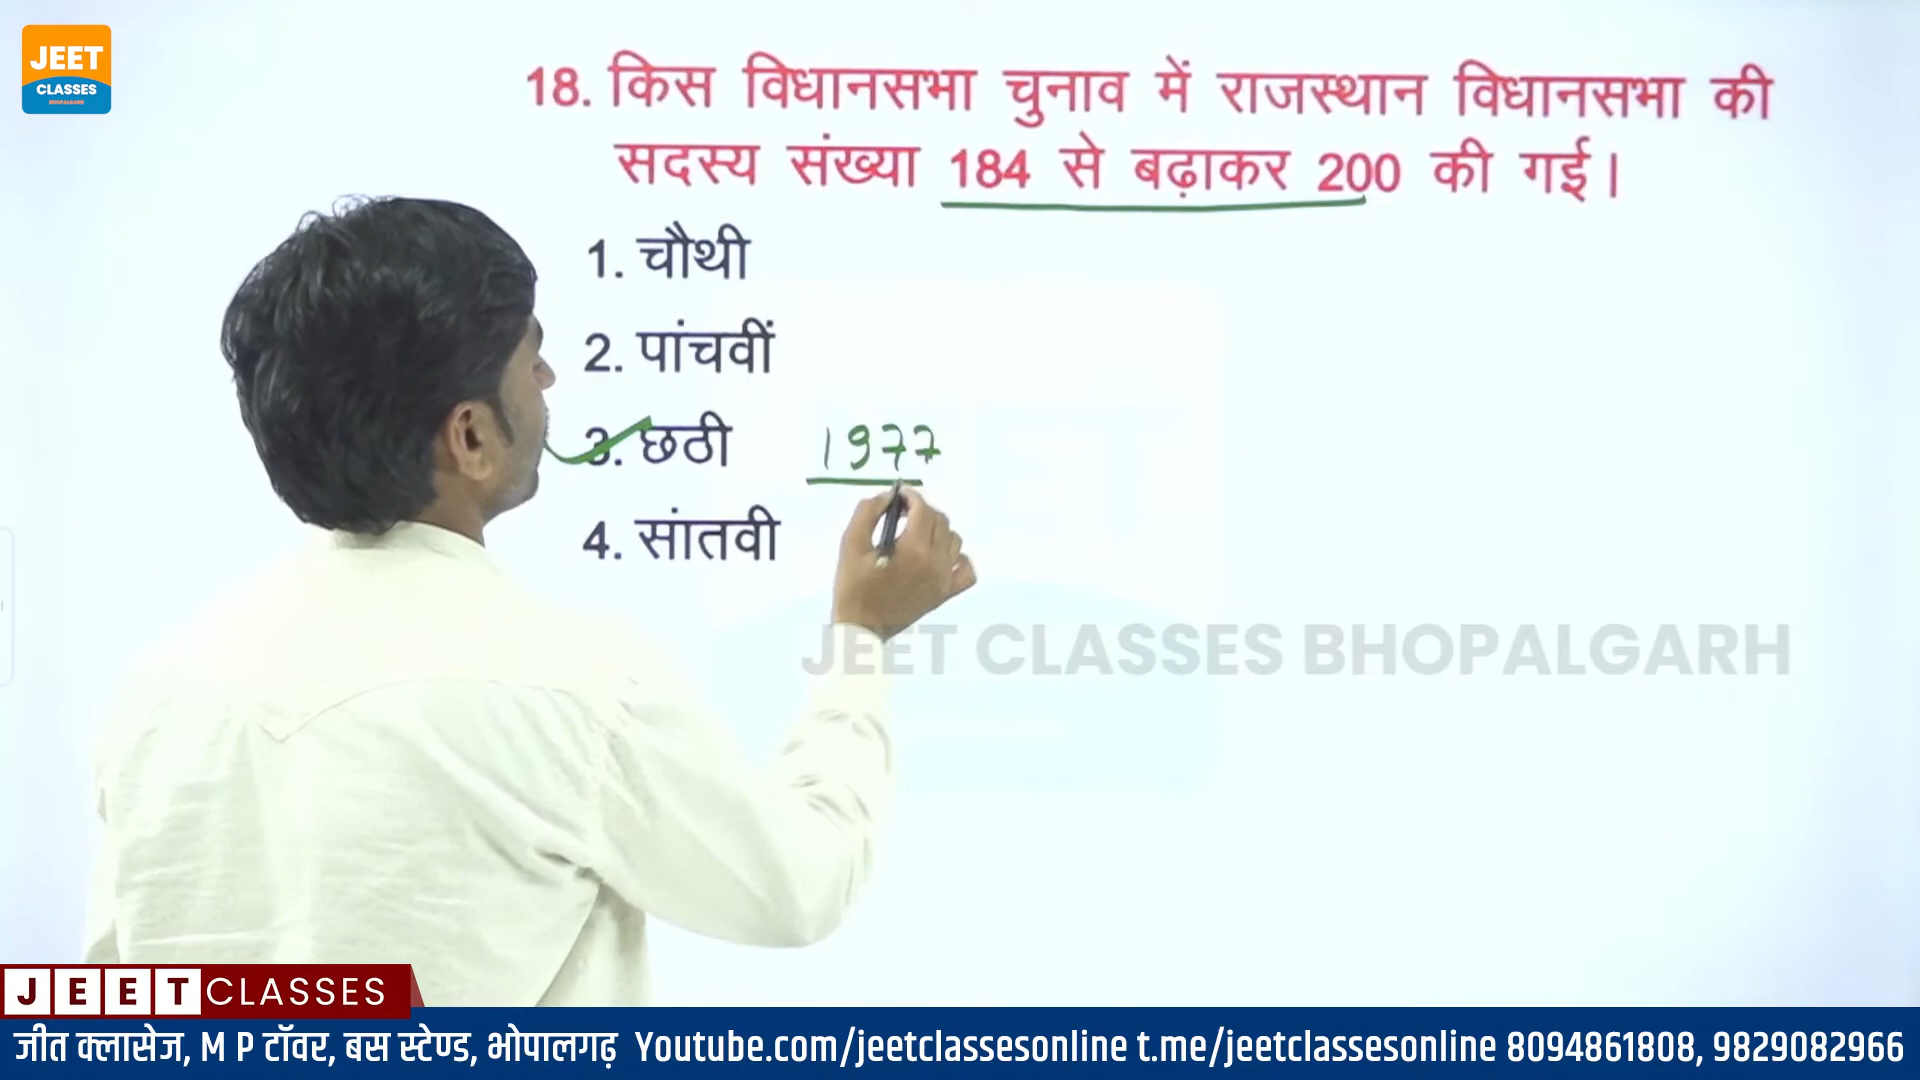 JEET
CLASSES
BHOPALGARH
18. किस विधानसभा चुनाव में राजस्थान विधानसभा की
सदस्य संख्या 184 से बढ़ाकर 200 की गई।
1. चौथी
2. पांचवीं
3. छठी 1977
4. सांतवी
JEET CLASSES BHOPALGARH
JEET CLASSES
जीत क्लासेज, M P टॉवर, बस स्टेण्ड, भोपालगढ़ Youtube.com/jeetclassesonline t.me/jeetclassesonline 8094861808, 9829082966